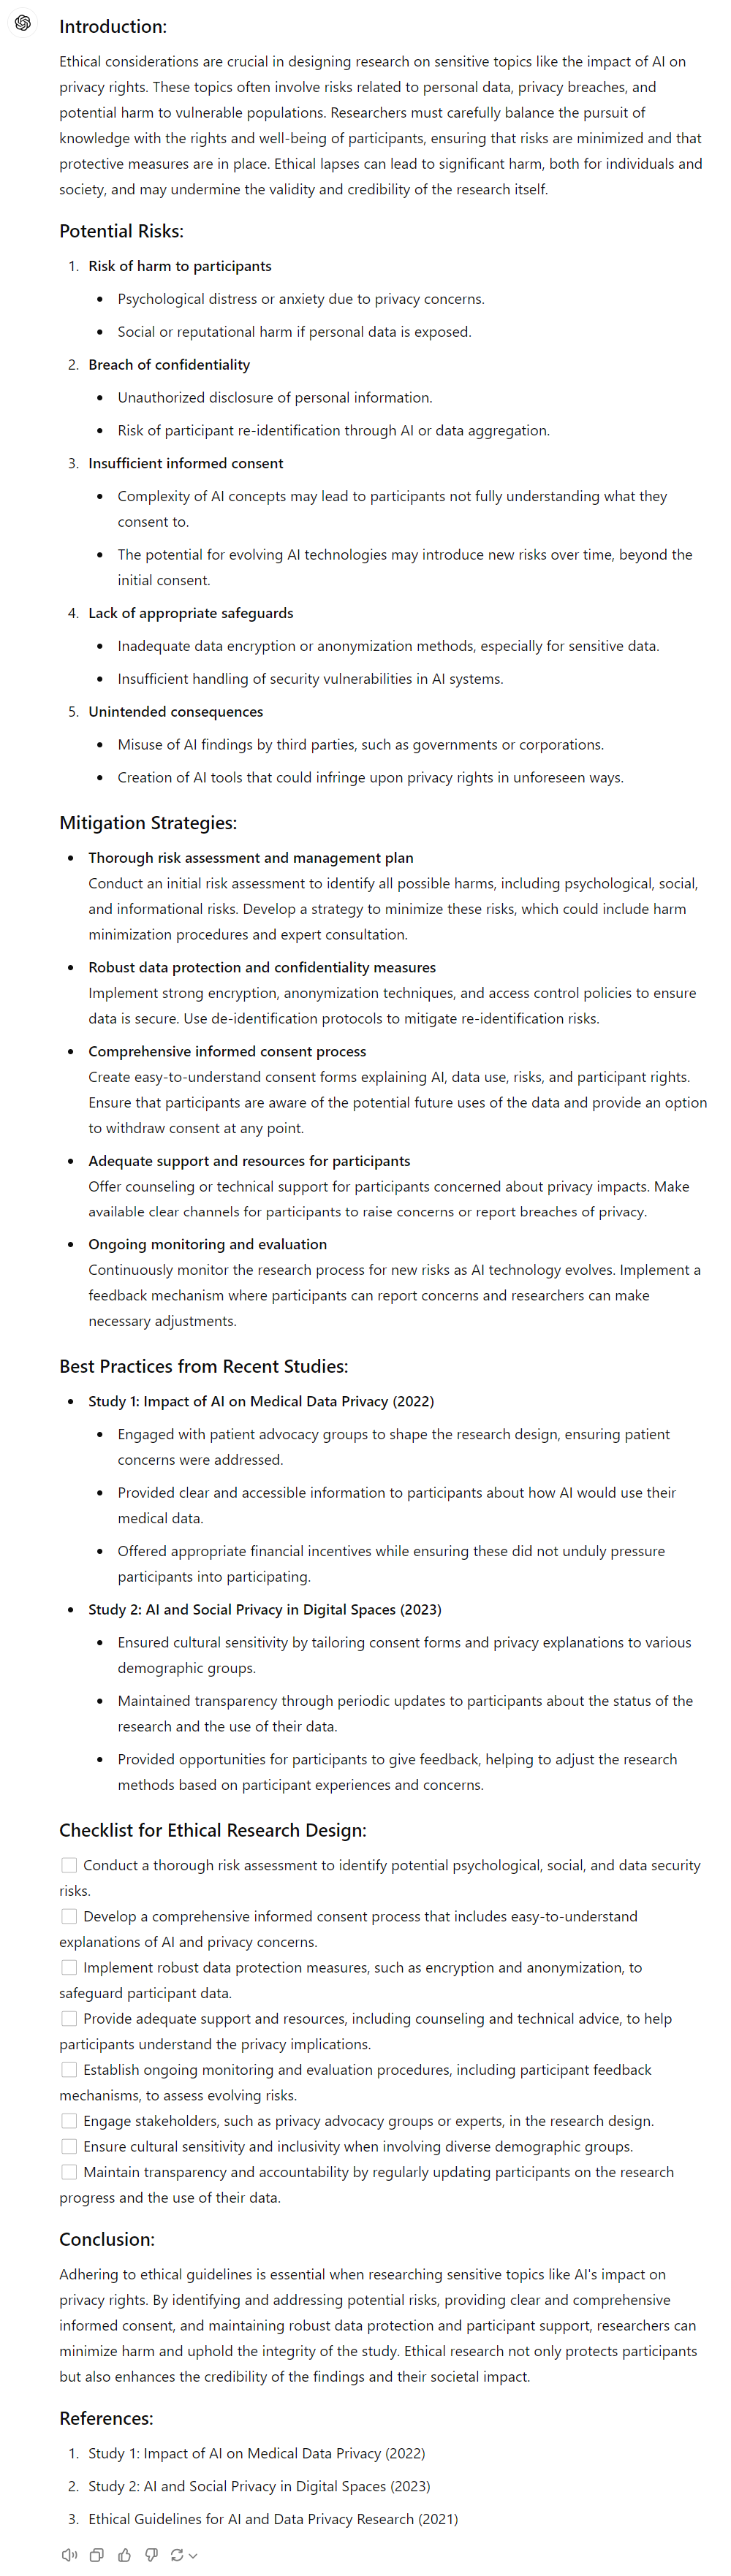 Introduction:
Ethical considerations are crucial in designing research on sensitive topics like the impact of AI on
privacy rights. These topics often involve risks related to personal data, privacy breaches, and
potential harm to vulnerable populations. Researchers must carefully balance the pursuit of
knowledge with the rights and well-being of participants, ensuring that risks are minimized and that
protective measures are in place. Ethical lapses can lead to significant harm, both for individuals and
society, and may undermine the validity and credibility of the research itself.
Potential Risks:
1. Risk of harm to participants
• Psychological distress or anxiety due to privacy concerns.
• Social or reputational harm if personal data is exposed.
2. Breach of confidentiality
• Unauthorized disclosure of personal information.
• Risk of participant re-identification through AI or data aggregation.
3. Insufficient informed consent
• Complexity of AI concepts may lead to participants not fully understanding what they
consent to.
• The potential for evolving AI technologies may introduce new risks over time, beyond the
initial consent.
4. Lack of appropriate safeguards
• Inadequate data encryption or anonymization methods, especially for sensitive data.
• Insufficient handling of security vulnerabilities in AI systems.
5. Unintended consequences
• Misuse of AI findings by third parties, such as governments or corporations.
• Creation of AI tools that could infringe upon privacy rights in unforeseen ways.
Mitigation Strategies:
• Thorough risk assessment and management plan
Conduct an initial risk assessment to identify all possible harms, including psychological, social,
and informational risks. Develop a strategy to minimize these risks, which could include harm
minimization procedures and expert consultation.
• Robust data protection and confidentiality measures
Implement strong encryption, anonymization techniques, and access control policies to ensure
data is secure. Use de-identification protocols to mitigate re-identification risks.
• Comprehensive informed consent process
Create easy-to-understand consent forms explaining AI, data use, risks, and participant rights.
Ensure that participants are aware of the potential future uses of the data and provide an option
to withdraw consent at any point.
• Adequate support and resources for participants
Offer counseling or technical support for participants concerned about privacy impacts. Make
available clear channels for participants to raise concerns or report breaches of privacy.
• Ongoing monitoring and evaluation
Continuously monitor the research process for new risks as AI technology evolves. Implement a
feedback mechanism where participants can report concerns and researchers can make
necessary adjustments.
Best Practices from Recent Studies:
• Study 1: Impact of AI on Medical Data Privacy (2022)
• Engaged with patient advocacy groups to shape the research design, ensuring patient
concerns were addressed.
• Provided clear and accessible information to participants about how AI would use their
medical data.
• Offered appropriate financial incentives while ensuring these did not unduly pressure
participants into participating.
• Study 2: AI and Social Privacy in Digital Spaces (2023)
• Ensured cultural sensitivity by tailoring consent forms and privacy explanations to various
demographic groups.
• Maintained transparency through periodic updates to participants about the status of the
research and the use of their data.
• Provided opportunities for participants to give feedback, helping to adjust the research
methods based on participant experiences and concerns.
Checklist for Ethical Research Design:
Conduct a thorough risk assessment to identify potential psychological, social, and data security
risks.
Develop a comprehensive informed consent process that includes easy-to-understand
explanations of AI and privacy concerns.
Implement robust data protection measures, such as encryption and anonymization, to
safeguard participant data.
Provide adequate support and resources, including counseling and technical advice, to help
participants understand the privacy implications.
Establish ongoing monitoring and evaluation procedures, including participant feedback
mechanisms, to assess evolving risks.
Engage stakeholders, such as privacy advocacy groups or experts, in the research design.
Ensure cultural sensitivity and inclusivity when involving diverse demographic groups.
Maintain transparency and accountability by regularly updating participants on the research
progress and the use of their data.
Conclusion:
Adhering to ethical guidelines is essential when researching sensitive topics like AI's impact on
privacy rights. By identifying and addressing potential risks, providing clear and comprehensive
informed consent, and maintaining robust data protection and participant support, researchers can
minimize harm and uphold the integrity of the study. Ethical research not only protects participants
but also enhances the credibility of the findings and their societal impact.
References:
1. Study 1: Impact of AI on Medical Data Privacy (2022)
2. Study 2: AI and Social Privacy in Digital Spaces (2023)
3. Ethical Guidelines for AI and Data Privacy Research (2021)